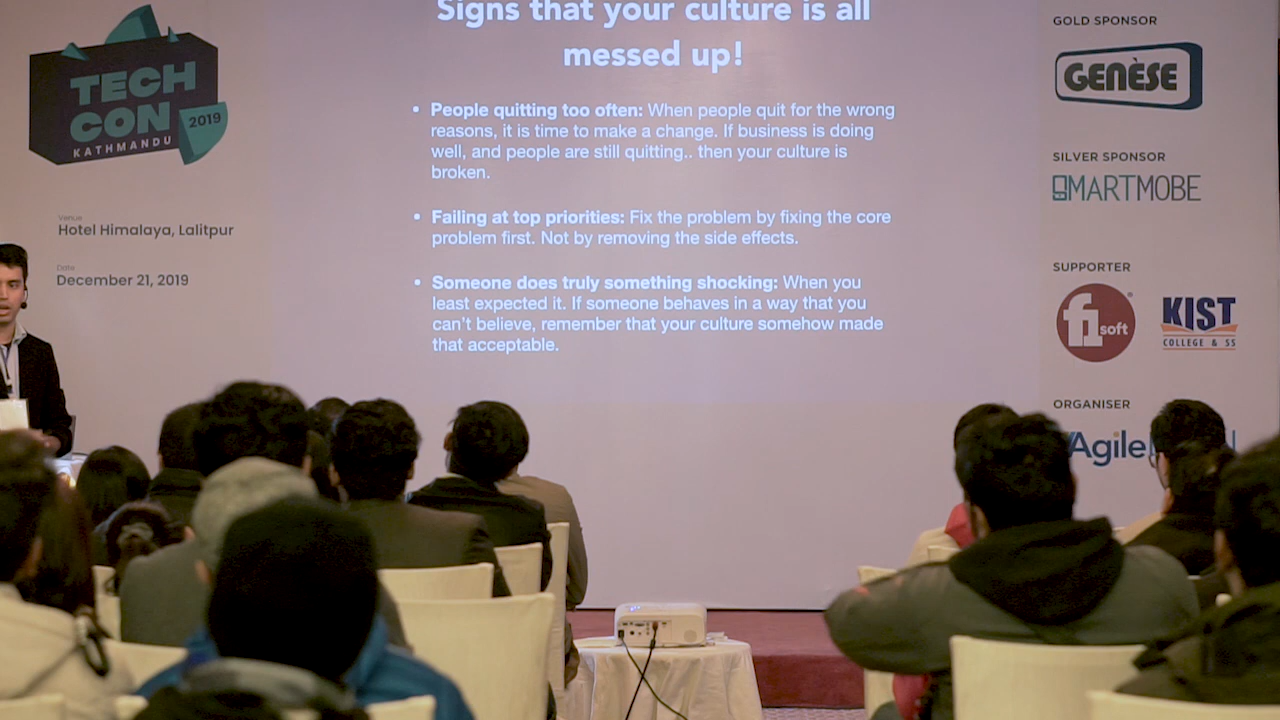 TECH
CON
2019
KATHMANDU
Venue
Hotel Himalaya, Lalitpur
Date
December 21, 2019
Signs that your culture is all
messed up!
• People quitting too often: When people quit for the wrong
reasons, it is time to make a change. If business is doing
well, and people are still quitting.. then your culture is
broken.
• Failing at top priorities: Fix the problem by fixing the core
problem first. Not by removing the side effects.
• Someone does truly something shocking: When you
least expected it. If someone behaves in a way that you
can't believe, remember that your culture somehow made
that acceptable.
GOLD SPONSOR
GENÈSE
SILVER SPONSOR
SMARTMOBE
SUPPORTER
f1 soft
KIST
COLLEGE & SS
ORGANISER
Agile